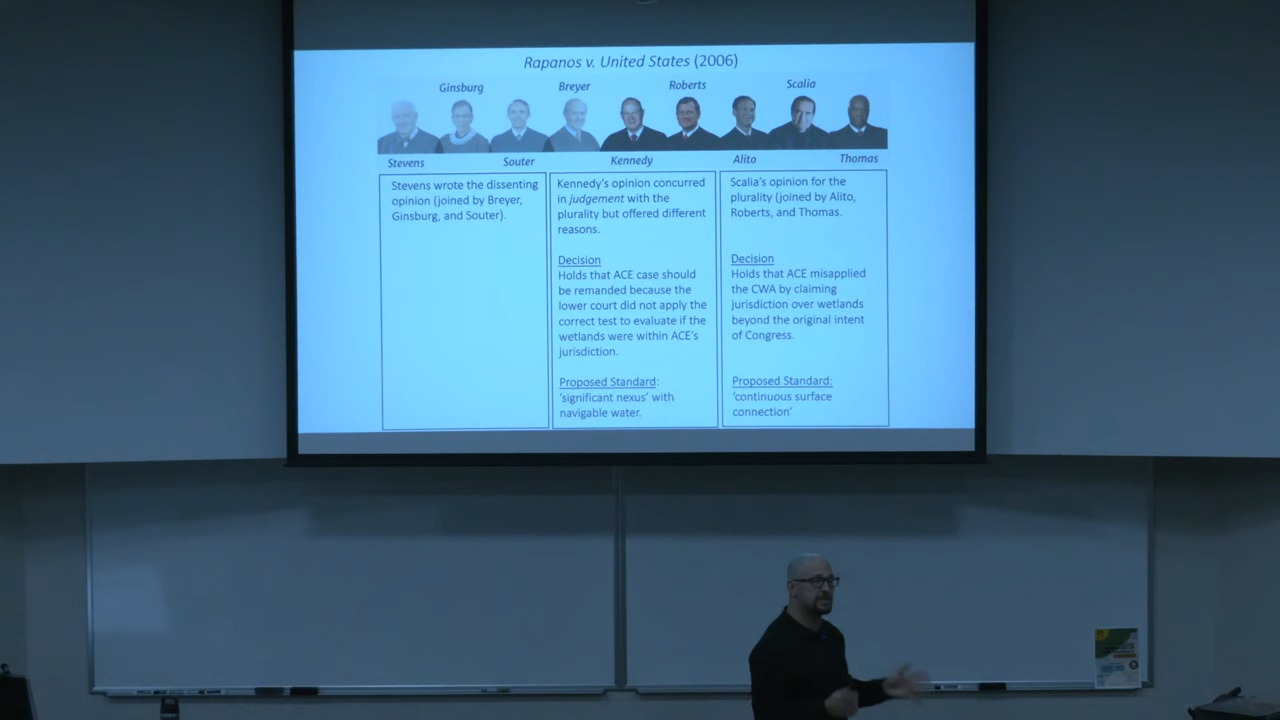 Rapanos v. United States (2006)
Ginsburg
Breyer
Roberts
Scalia
Stevens
Souter
Kennedy
Alito
Thomas
Stevens wrote the dissenting
opinion (joined by Breyer,
Ginsburg, and Souter).
Kennedy's opinion concurred
in judgement with the
plurality but offered different
reasons.
Decision
Holds that ACE case should
be remanded because the
lower court did not apply the
correct test to evaluate if the
wetlands were within ACE's
jurisdiction.
Proposed Standard:
'significant nexus' with
navigable water.
Scalia's opinion for the
plurality (joined by Alito,
Roberts, and Thomas.
Decision
Holds that ACE misapplied
the CWA by claiming
jurisdiction over wetlands
beyond the original intent
of Congress.
Proposed Standard:
'continuous surface
connection'